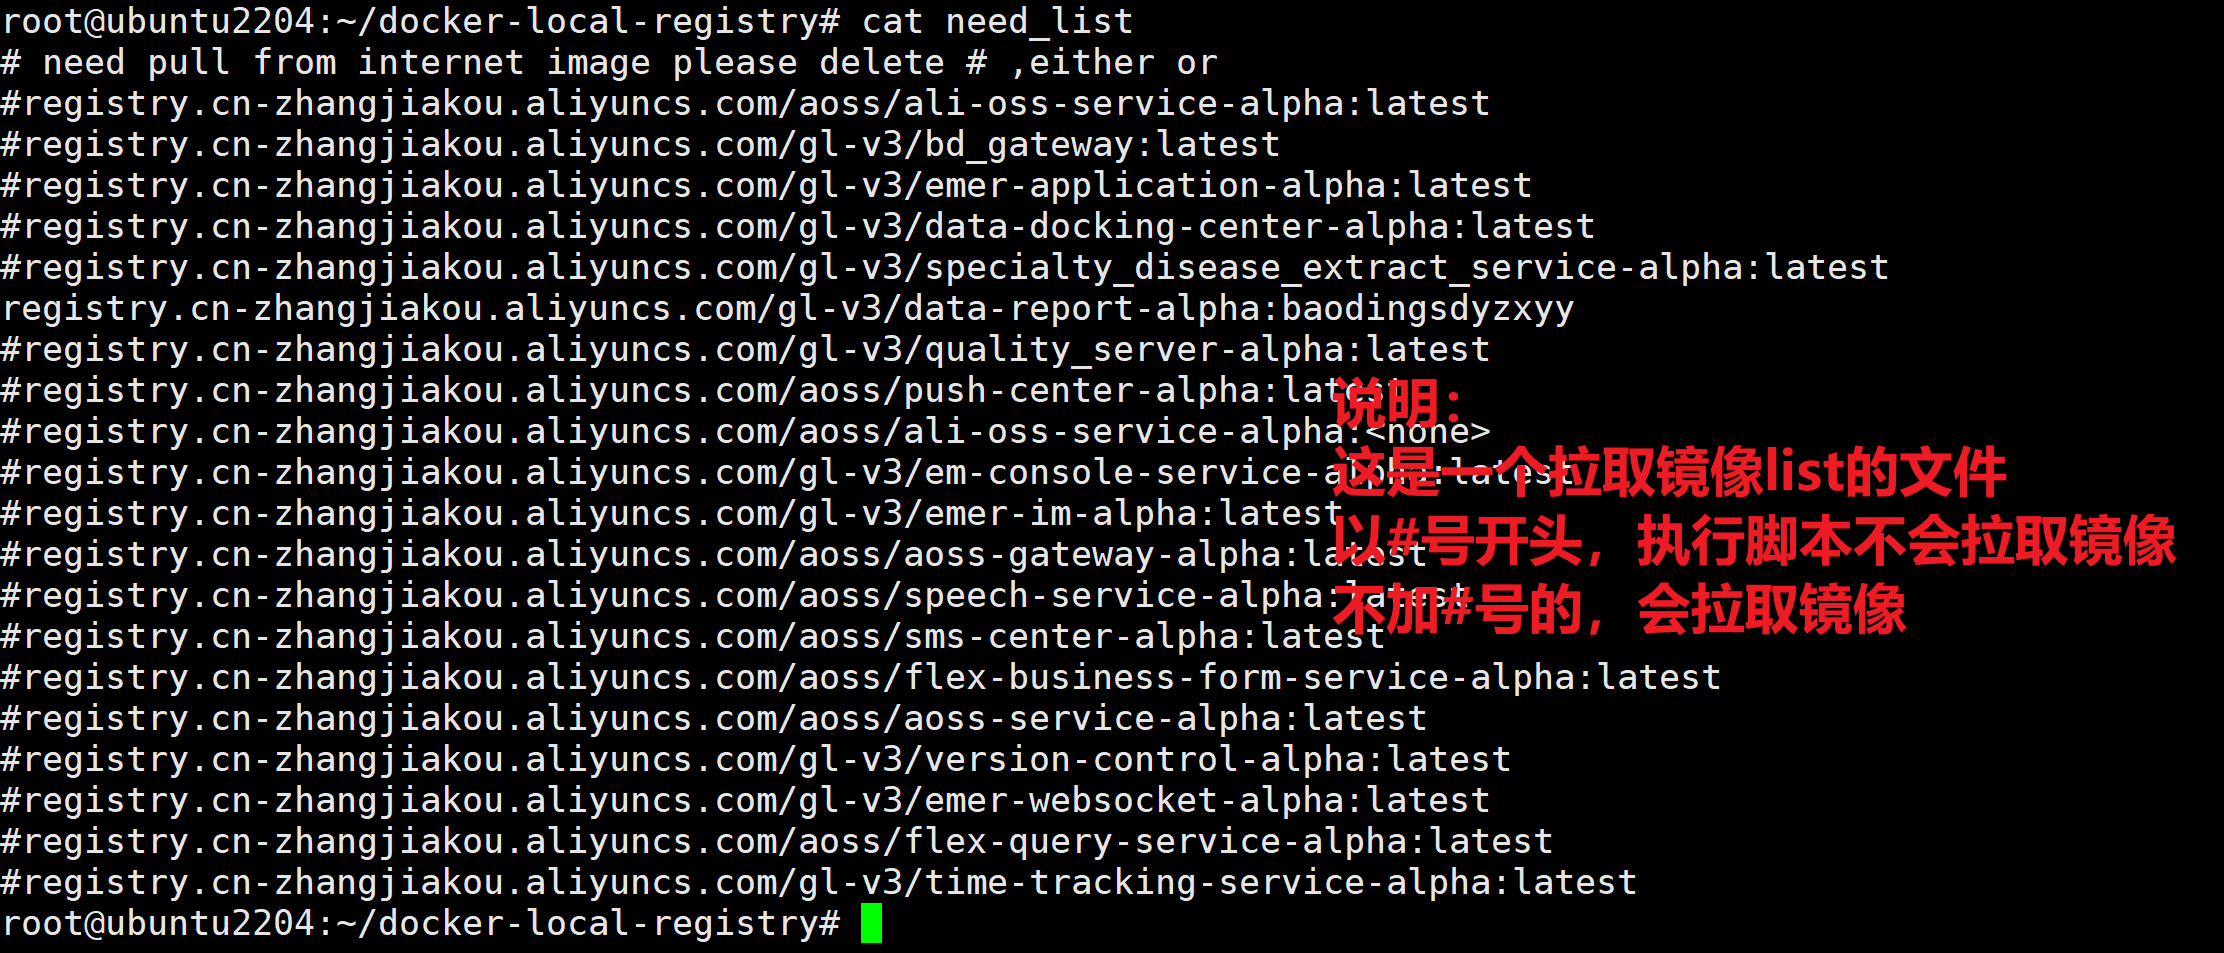 root@ubuntu2204:~/docker-local-registry# cat need_list
# need pull from internet image please delete # ,either or
#registry.cn-zhangjiakou.aliyuncs.com/aoss/ali-oss-service-alpha:latest
#registry.cn-zhangjiakou.aliyuncs.com/gl-v3/bd_gateway:latest
#registry.cn-zhangjiakou.aliyuncs.com/gl-v3/emer-application-alpha:latest
#registry.cn-zhangjiakou.aliyuncs.com/gl-v3/data-docking-center-alpha:latest
#registry.cn-zhangjiakou.aliyuncs.com/gl-v3/specialty_disease_extract_service-alpha:latest
registry.cn-zhangjiakou.aliyuncs.com/gl-v3/data-report-alpha:baodingsdyzxyy
#registry.cn-zhangjiakou.aliyuncs.com/gl-v3/quality_server-alpha:latest
#registry.cn-zhangjiakou.aliyuncs.com/aoss/push-center-alpha:latest
#registry.cn-zhangjiakou.aliyuncs.com/aoss/ali-oss-service-alpha:<none>
#registry.cn-zhangjiakou.aliyuncs.com/gl-v3/em-console-service-alpha:latest
#registry.cn-zhangjiakou.aliyuncs.com/gl-v3/emer-im-alpha:latest
#registry.cn-zhangjiakou.aliyuncs.com/aoss/aoss-gateway-alpha:latest
#registry.cn-zhangjiakou.aliyuncs.com/aoss/speech-service-alpha:latest
#registry.cn-zhangjiakou.aliyuncs.com/aoss/sms-center-alpha:latest
#registry.cn-zhangjiakou.aliyuncs.com/aoss/flex-business-form-service-alpha:latest
#registry.cn-zhangjiakou.aliyuncs.com/aoss/aoss-service-alpha:latest
#registry.cn-zhangjiakou.aliyuncs.com/gl-v3/version-control-alpha:latest
#registry.cn-zhangjiakou.aliyuncs.com/gl-v3/emer-websocket-alpha:latest
#registry.cn-zhangjiakou.aliyuncs.com/aoss/flex-query-service-alpha:latest
#registry.cn-zhangjiakou.aliyuncs.com/gl-v3/time-tracking-service-alpha:latest
root@ubuntu2204:~/docker-local-registry#
说明：
这是一个拉取镜像list的文件
以#号开头，执行脚本不会拉取镜像
不加#号的，会拉取镜像